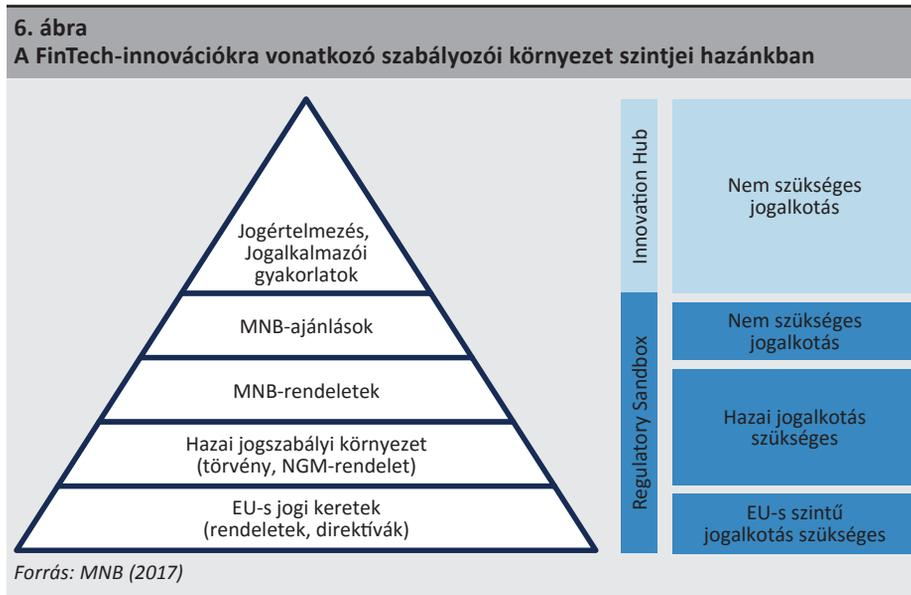 6. ábra
A FinTech-innovációkra vonatkozó szabályozói környezet szintjei hazánkban
Jogértelmezés,
Jogalkalmazói
gyakorlatok
MNB-ajánlások
MNB-rendeletek
Hazai jogszabályi környezet
(törvény, NGM-rendelet)
EU-s jogi keretek
(rendeletek, direktívák)
Innovation Hub
Regulatory Sandbox
Nem szükséges
jogalkotás
Nem szükséges
jogalkotás
Hazai jogalkotás
szükséges
EU-s szintű
jogalkotás szükséges
Forrás: MNB (2017)